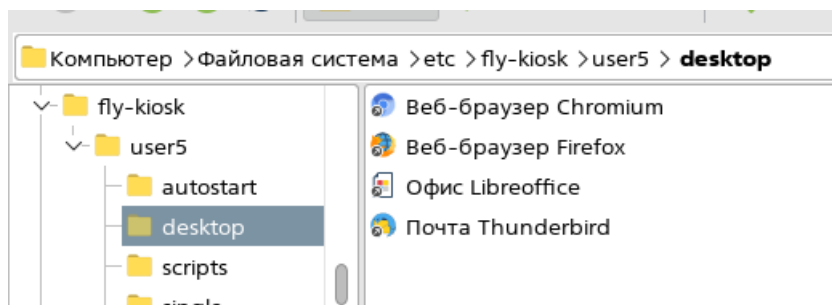 Компьютер >Файловая система >etc >fly-kiosk >user5 > desktop
fly-kiosk
user5
autostart
desktop
scripts
single
Веб-браузер Chromium
Веб-браузер Firefox
Офис Libreoffice
Почта Thunderbird